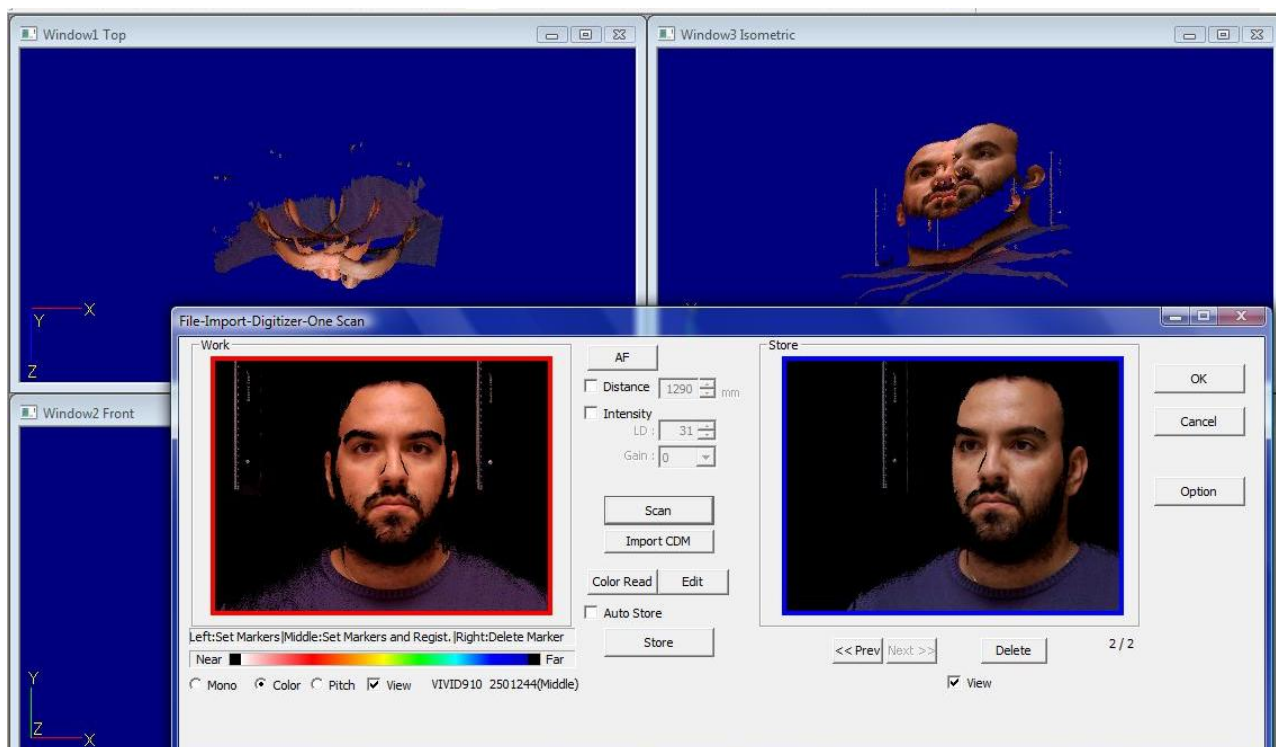 Window1 Top
Window3 Isometric
X
Y
Z
File-Import-Digitizer-One Scan
Work
AF
Distance 1290 mm
Intensity
LD : 31
Gain : 0
Scan
Import CDM
Color Read Edit
Auto Store
Store
Left:Set Markers|Middle:Set Markers and Regist. |Right:Delete Marker
Near Far
Mono Color Pitch View VIVID910 2501244(Middle)
Store
<< Prev Next >> Delete 2 / 2
View
OK
Cancel
Option
Window2 Front
Y
Z
X